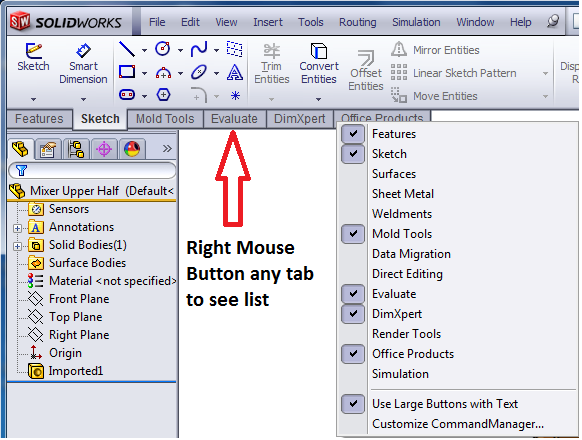 SOLIDWORKS File Edit View Insert Tools Routing Simulation Window Help
Sketch Smart Dimension Trim Entities Convert Entities Offset Entities Mirror Entities
Linear Sketch Pattern
Move Entities
Features Sketch Mold Tools Evaluate DimXpert Office Products
Mixer Upper Half (Default<
Sensors
Annotations
Solid Bodies(1)
Surface Bodies
Material <not specified>
Front Plane
Top Plane
Right Plane
Origin
Imported1
Right Mouse
Button any tab
to see list
Features
Sketch
Surfaces
Sheet Metal
Weldments
Mold Tools
Data Migration
Direct Editing
Evaluate
DimXpert
Render Tools
Office Products
Simulation
Use Large Buttons with Text
Customize CommandManager...